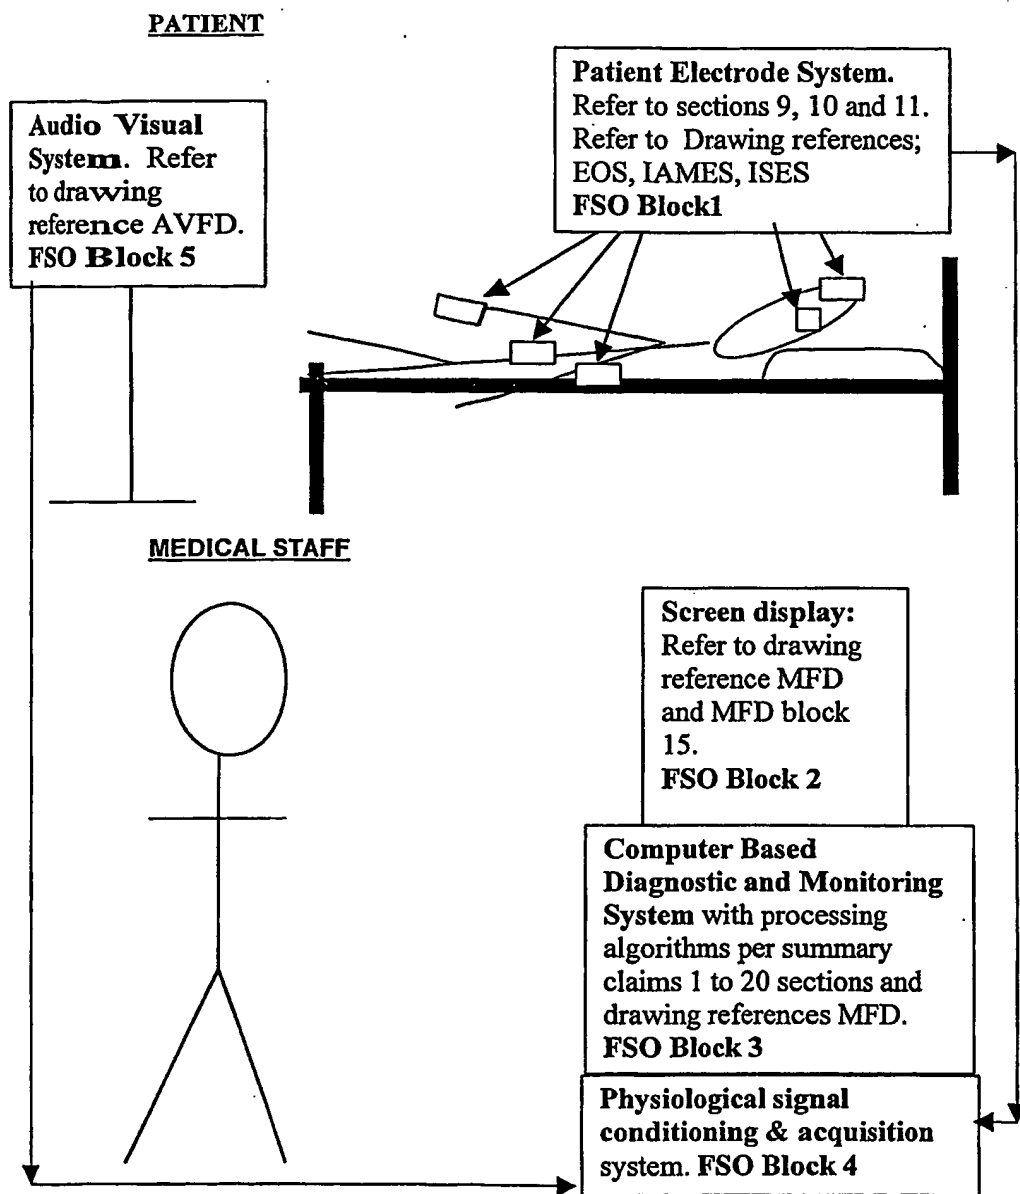 PATIENT
Audio Visual
System. Refer
to drawing
reference AVFD.
FSO Block 5
Patient Electrode System.
Refer to sections 9, 10 and 11.
Refer to Drawing references;
EOS, IAMES, ISES
FSO Block1
MEDICAL STAFF
Screen display:
Refer to drawing
reference MFD
and MFD block
15.
FSO Block 2
Computer Based
Diagnostic and Monitoring
System with processing
algorithms per summary
claims 1 to 20 sections and
drawing references MFD.
FSO Block 3
Physiological signal
conditioning & acquisition
system. FSO Block 4